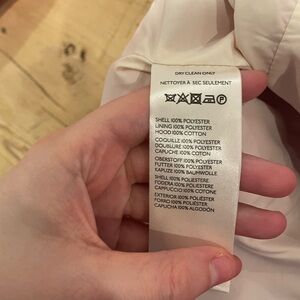 DRY CLEAN ONLY
NETTOYER À SEC SEULEMENT
P
SHELL 100% POLYESTER
LINING 100% POLYESTER
HOOD 100% COTTON
COQUILLE 100% POLYESTER
DOUBLURE 100% POLYESTER
CAPUCHE 100% COTON
OBERSTOFF 100% POLYESTER
FUTTER 100% POLYESTER
KAPUZE 100% BAUMWOLLE
SHELL 100% POLIESTERE
FODERA 100% POLIESTERE
CAPPUCCIO 100% COTONE
EXTERIOR 100% POLIÉSTER
FORRO 100% POLIÉSTER
CAPUCHA 100% ALGODÓN